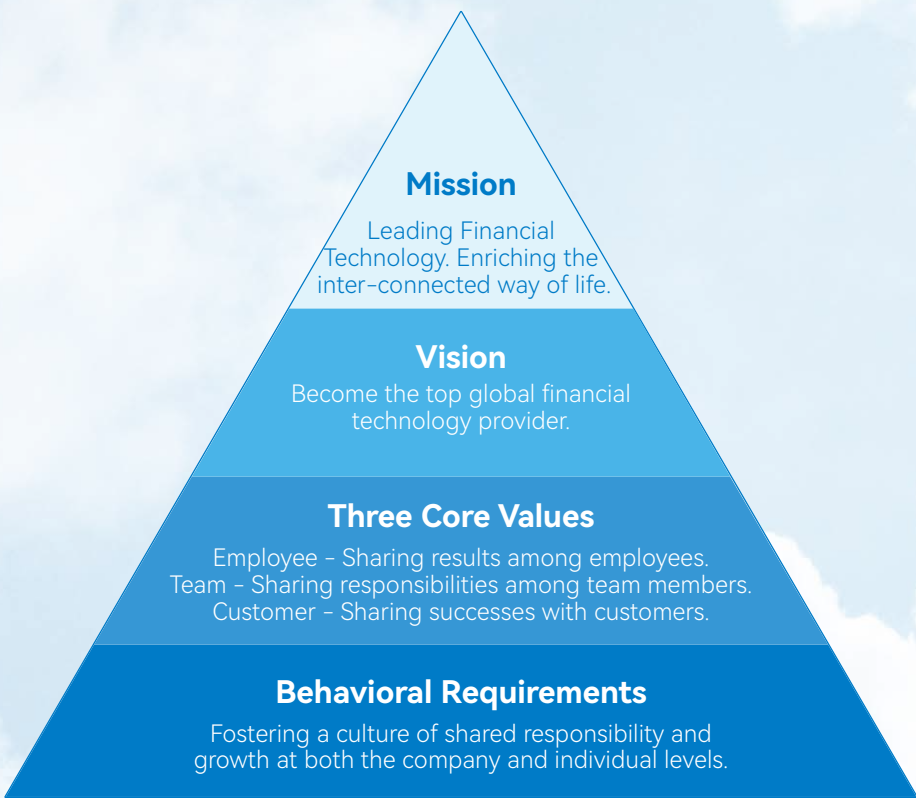 Mission
Leading Financial
Technology. Enriching the
inter-connected way of life.
Vision
Become the top global financial
technology provider.
Three Core Values
Employee - Sharing results among employees.
Team - Sharing responsibilities among team members.
Customer - Sharing successes with customers.
Behavioral Requirements
Fostering a culture of shared responsibility and
growth at both the company and individual levels.